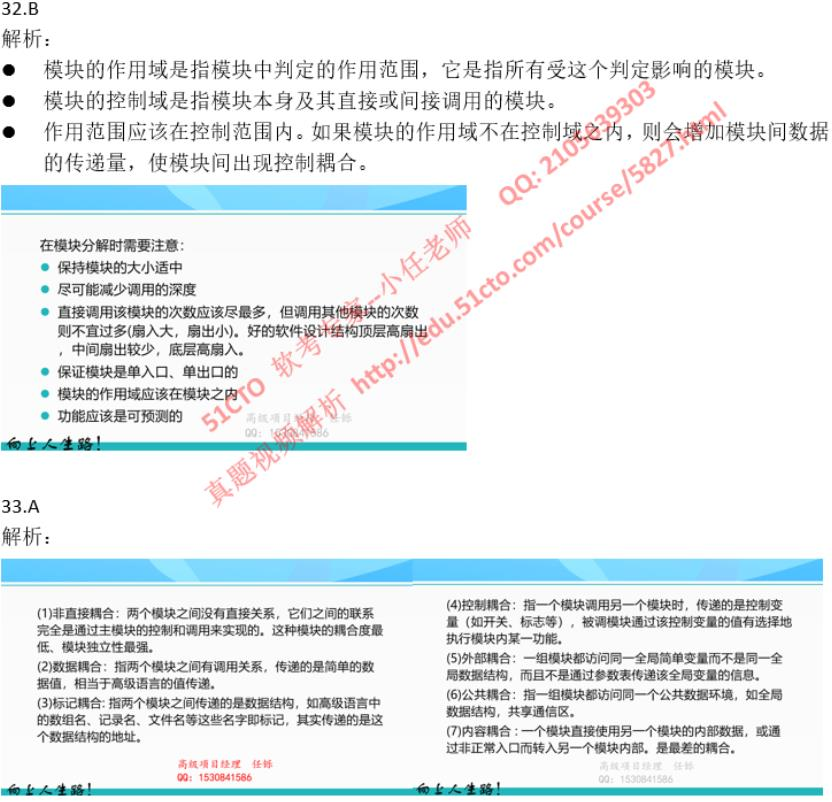 32.B
解析：
● 模块的作用域是指模块中判定的作用范围，它是指所有受这个判定影响的模块。
● 模块的控制域是指模块本身及其直接或间接调用的模块。
● 作用范围应该在控制范围内。如果模块的作用域不在控制域之内，则会增加模块间数据
的传递量，使模块间出现控制耦合。
在模块分解时需要注意：
● 保持模块的大小适中
● 尽可能减少调用的深度
● 直接调用该模块的次数应该尽最多，但调用其他模块的次数
则不宜过多(扇入大，扇出小)。好的软件设计结构顶层高扇出
，中间扇出较少，底层高扇入。
● 保证模块是单入口、单出口的
● 模块的作用域应该在模块之内
● 功能应该是可预测的
高级项目经理 任铄
QQ: 1530841586
向上人生路！
51CTO 软考专家--小任老师 QQ: 2105239303
真题视频解析 http://edu.51cto.com/course/5827.html
33.A
解析：
(1)非直接耦合：两个模块之间没有直接关系，它们之间的联系
完全是通过主模块的控制和调用来实现的。这种模块的耦合度最
低、模块独立性最强。
(2)数据耦合：指两个模块之间有调用关系，传递的是简单的数
据值，相当于高级语言的值传递。
(3)标记耦合: 指两个模块之间传递的是数据结构，如高级语言中
的数组名、记录名、文件名等这些名字即标记，其实传递的是这
个数据结构的地址。
高级项目经理 任铄
QQ: 1530841586
向上人生路！
(4)控制耦合：指一个模块调用另一个模块时，传递的是控制变
量（如开关、标志等），被调模块通过该控制变量的值有选择地
执行模块内某一功能。
(5)外部耦合：一组模块都访问同一全局简单变量而不是同一全
局数据结构，而且不是通过参数表传递该全局变量的信息。
(6)公共耦合：指一组模块都访问同一个公共数据环境，如全局
数据结构，共享通信区。
(7)内容耦合：一个模块直接使用另一个模块的内部数据，或通
过非正常入口而转入另一个模块内部。是最差的耦合。
高级项目经理 任铄
QQ: 1530841586
向上人生路！